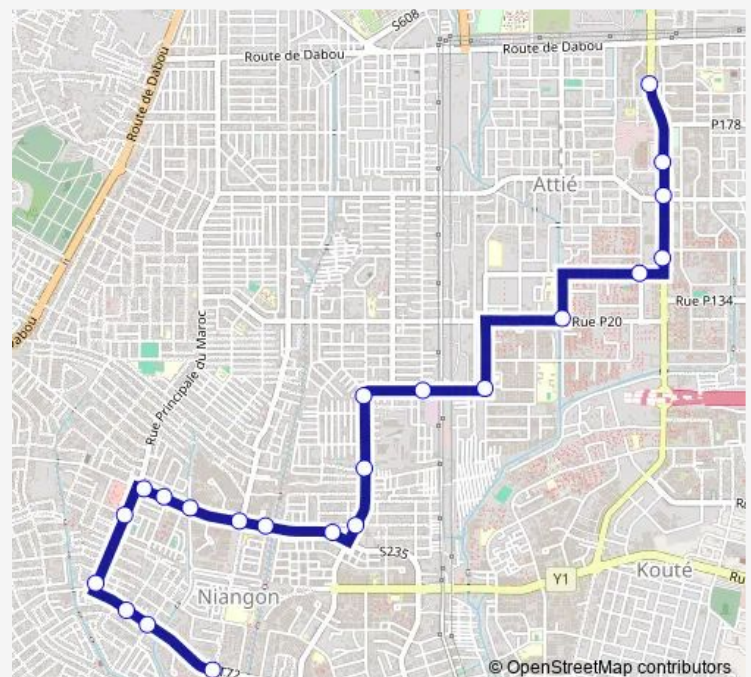 S608
Route de Dabou
Route de Dabou
Route de Dabou
P178
Attié
Rue P134
Rue P20
Rue Principale du Maroc
S235
Y1
Kouté
Niangon
© OpenStreetMap contributors